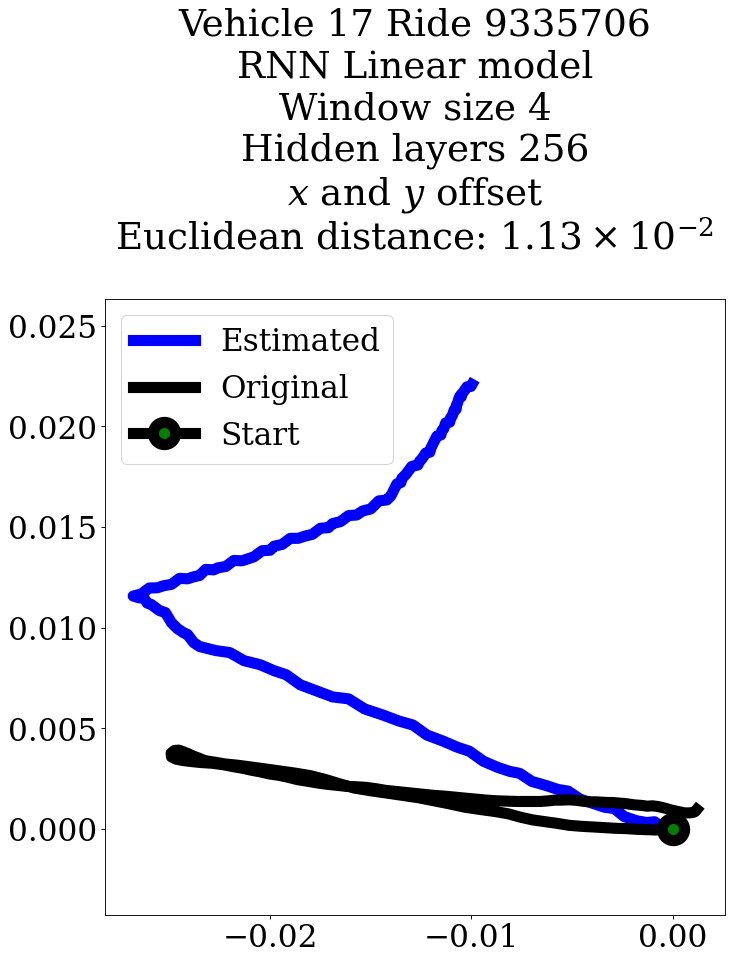 Vehicle 17 Ride 9335706
RNN Linear model
Window size 4
Hidden layers 256
x and y offset
Euclidean distance: 1.13 × 10⁻²
Estimated
Original
Start
0.025
0.020
0.015
0.010
0.005
0.000
−0.02
−0.01
0.00